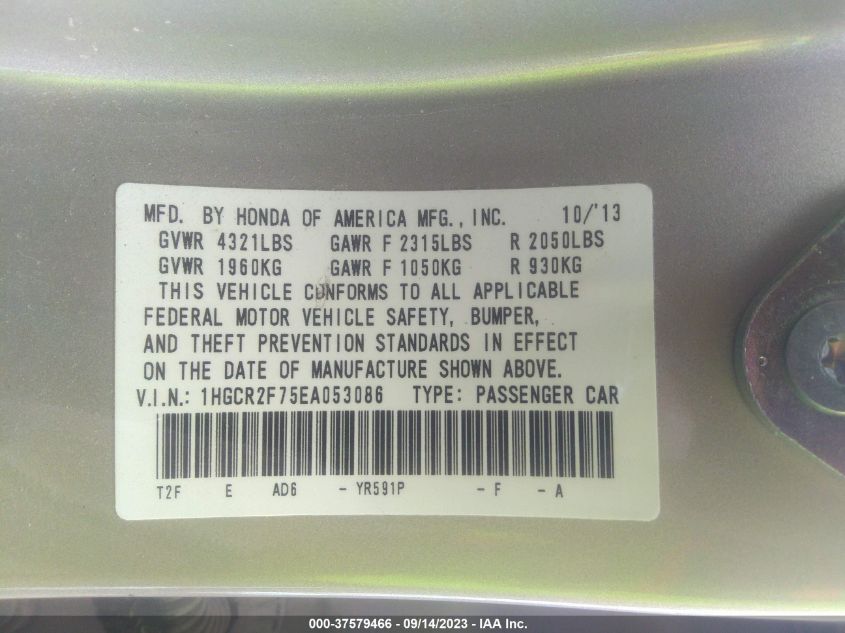 MFD. BY HONDA OF AMERICA MFG., INC. 10/'13
GVWR 4321LBS GAWR F 2315LBS R 2050LBS
GVWR 1960KG GAWR F 1050KG R 930KG
THIS VEHICLE CONFORMS TO ALL APPLICABLE
FEDERAL MOTOR VEHICLE SAFETY, BUMPER,
AND THEFT PREVENTION STANDARDS IN EFFECT
ON THE DATE OF MANUFACTURE SHOWN ABOVE.
V.I.N.: 1HGCR2F75EA053086 TYPE: PASSENGER CAR
T2F E AD6 - YR591P - F - A
000-37579466 - 09/14/2023 - IAA Inc.